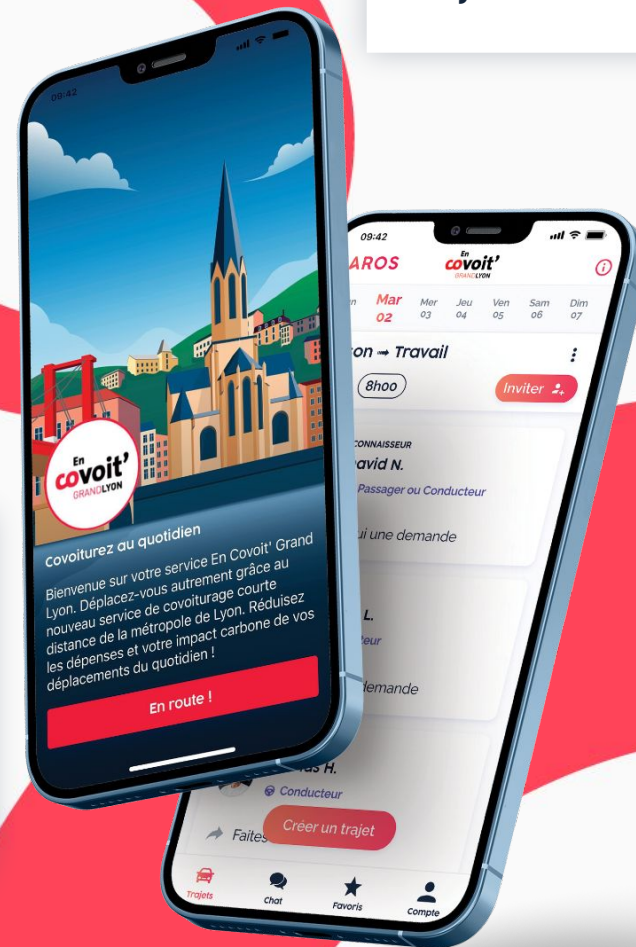 09:42
En
covoit'
GRANDLYON
Covoiturez au quotidien
Bienvenue sur votre service En Covoit' Grand
Lyon. Déplacez-vous autrement grâce au
nouveau service de covoiturage courte
distance de la métropole de Lyon. Réduisez
les dépenses et votre impact carbone de vos
déplacements du quotidien !
En route !
09:42
AROS
En
covoit'
GRANDLYON
Mar Mer Jeu Ven Sam Dim
02 03 04 05 06 07
on → Travail
8h00
Inviter
CONNAISSEUR
avid N.
Passager ou Conducteur
ui une demande
L.
teur
demande
H.
Conducteur
Faites
Créer un trajet
Trajets Chat Favoris Compte